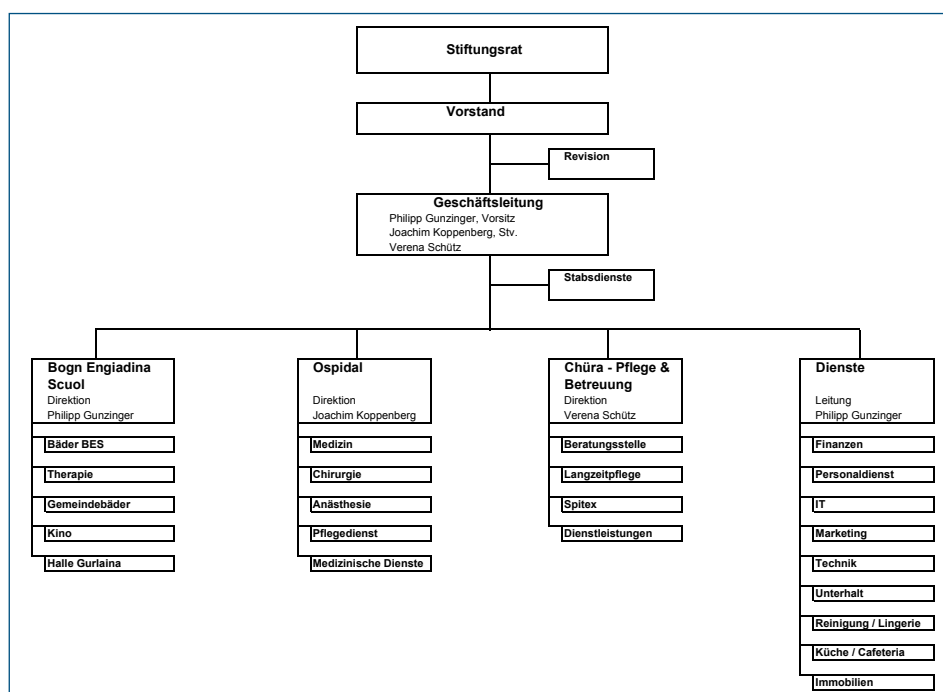 Stiftungsrat
Vorstand
Revision
Geschäftsleitung
Philipp Gunzinger, Vorsitz
Joachim Koppenberg, Stv.
Verena Schütz
Stabsdienste
Bogn Engiadina
Scuol
Direktion
Philipp Gunzinger
Bäder BES
Therapie
Gemeindebäder
Kino
Halle Gurlaina
Ospidal
Direktion
Joachim Koppenberg
Medizin
Chirurgie
Anästhesie
Pflegedienst
Medizinische Dienste
Chüra - Pflege &
Betreuung
Direktion
Verena Schütz
Beratungsstelle
Langzeitpflege
Spitex
Dienstleistungen
Dienste
Leitung
Philipp Gunzinger
Finanzen
Personaldienst
IT
Marketing
Technik
Unterhalt
Reinigung / Lingerie
Küche / Cafeteria
Immobilien